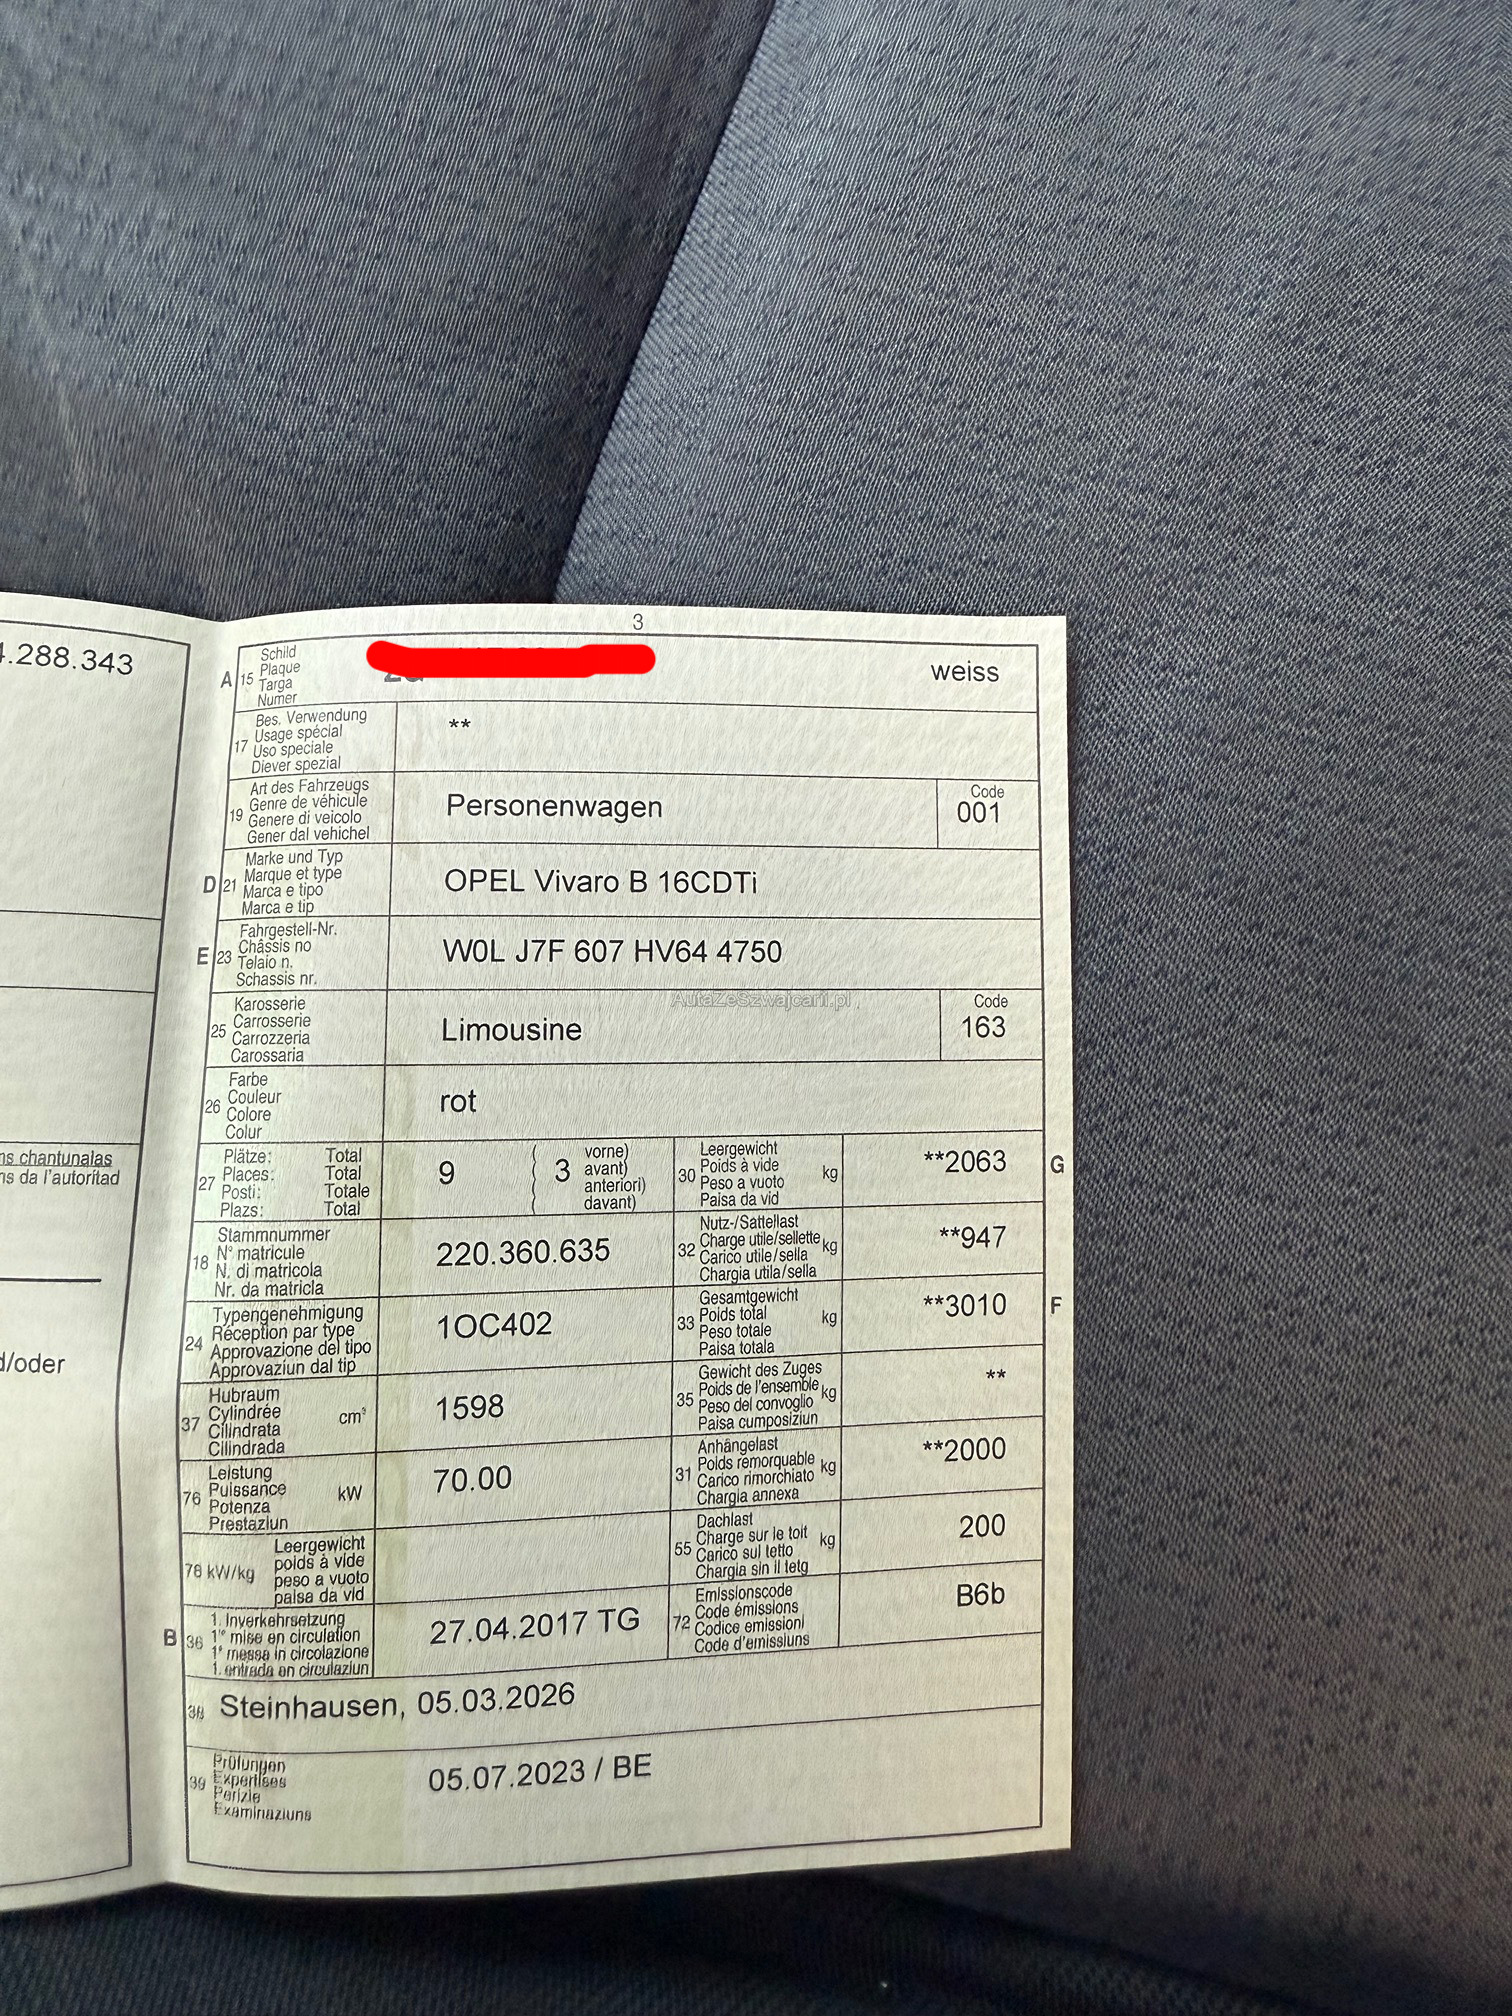 3
4.288.343
A 15 Schild
Plaque
Targa
Numer
weiss
17 Bes. Verwendung
Usage spécial
Uso speciale
Diever spezial
**
19 Art des Fahrzeugs
Genre de véhicule
Genere di veicolo
Gener dal vehichel
Personenwagen
Code
001
D 21 Marke und Typ
Marque et type
Marca e tipo
Marca e tip
OPEL Vivaro B 16CDTi
E 23 Fahrgestell-Nr.
Châssis no
Telaio n.
Schassis nr.
W0L J7F 607 HV64 4750
AutaZeSzwajcarii.pl
25 Karosserie
Carrosserie
Carrozzeria
Carossaria
Limousine
Code
163
26 Farbe
Couleur
Colore
Colur
rot
ns chantunalas
ns da l'autoritad
27 Plätze: Total
Places: Total
Posti: Totale
Plazs: Total
9
( 3 vorne)
( avant)
( anteriori)
( davant)
30 Leergewicht
Poids à vide kg
Peso a vuoto
Paisa da vid
**2063 G
18 Stammnummer
N° matricule
N. di matricola
Nr. da matricla
220.360.635
32 Nutz-/Sattellast
Charge utile/sellette kg
Carico utile/sella
Chargia utila/sella
**947
24 Typengenehmigung
Réception par type
Approvazione del tipo
Approvaziun dal tip
1OC402
33 Gesamtgewicht
Poids total kg
Peso totale
Paisa totala
**3010 F
d/oder
37 Hubraum
Cylindrée cm³
Cilindrata
Cilindrada
1598
35 Gewicht des Zuges
Poids de l'ensemble kg
Peso del convoglio
Paisa cumposiziun
**
76 Leistung
Puissance kW
Potenza
Prestaziun
70.00
31 Anhängelast
Poids remorquable kg
Carico rimorchiato
Chargia annexa
**2000
78 kW/kg Leergewicht
poids à vide
peso a vuoto
paisa da vid
55 Dachlast
Charge sur le toit kg
Carico sul tetto
Chargia sin il tetg
200
B 36 1. Inverkehrsetzung
1re mise en circulation
1a messa in circolazione
1. entrada en circulaziun
27.04.2017 TG
72 Emissionscode
Code émissions
Codice emissioni
Code d'emissiuns
B6b
38 Steinhausen, 05.03.2026
39 Prüfungen
Expertises
Perizie
Examinaziuns
05.07.2023 / BE